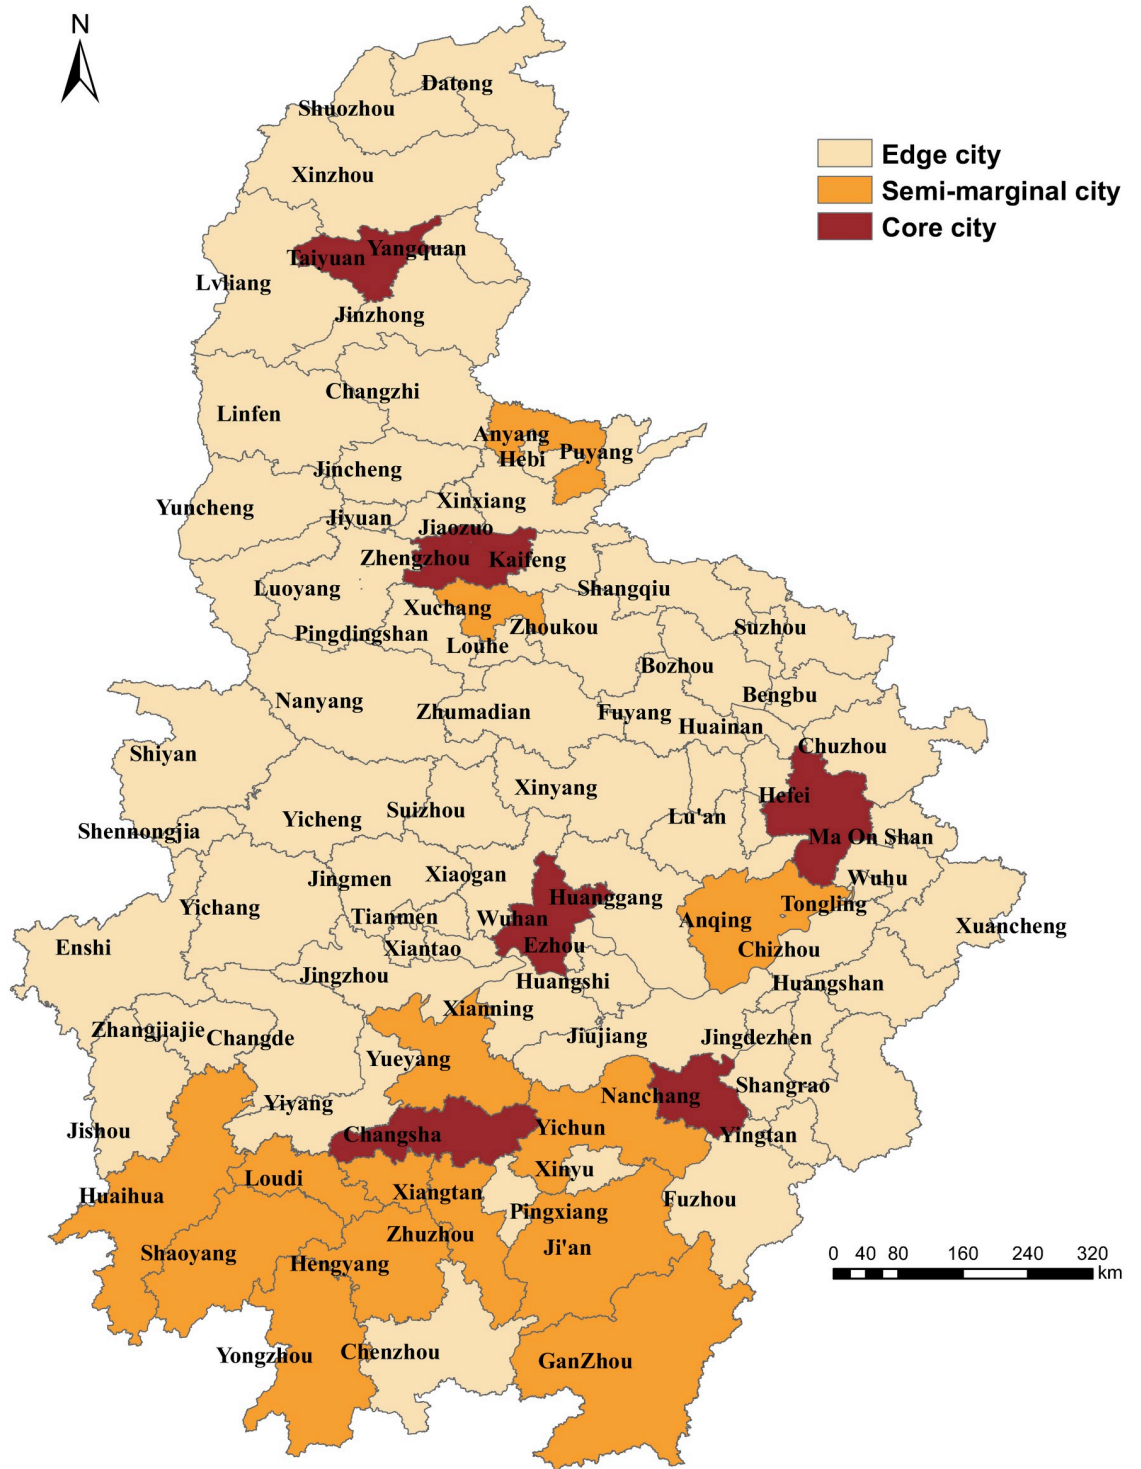 N
Datong
Shuozhou
Edge city
Xinzhou
Semi-marginal city
Core city
Yangquan
Taiyuan
Lvliang
Jinzhong
Changzhi
Linfen
Anyang
Puyang
Hebi
Jincheng
Xinxiang
Yuncheng
Jiyuan
Jiaozuo
Zhengzhou
Kaifeng
Luoyang
Shangqiu
Xuchang
Pingdingshan
Zhoukou
Suzhou
Louhe
Bozhou
Bengbu
Nanyang
Zhumadian
Fuyang
Huainan
Shiyan
Chuzhou
Xinyang
Hefei
Suizhou
Lu'an
Yicheng
Shennongjia
Ma On Shan
Jingmen
Xiaogan
Wuhu
Huanggang
Yichang
Tianmen
Wuhan
Anqing
Tongling
Xuancheng
Enshi
Xiantao
Ezhou
Chizhou
Jingzhou
Huangshi
Huangshan
Xianning
Zhangjiajie
Changde
Jiujiang
Jingdezhen
Yueyang
Shangrao
Nanchang
Yiyang
Jishou
Changsha
Yichun
Yingtan
Loudi
Xinyu
Huaihua
Xiangtan
Fuzhou
Pingxiang
Zhuzhou
Shaoyang
Ji'an
Hengyang
0 40 80 160 240 320
km
Yongzhou
Chenzhou
GanZhou